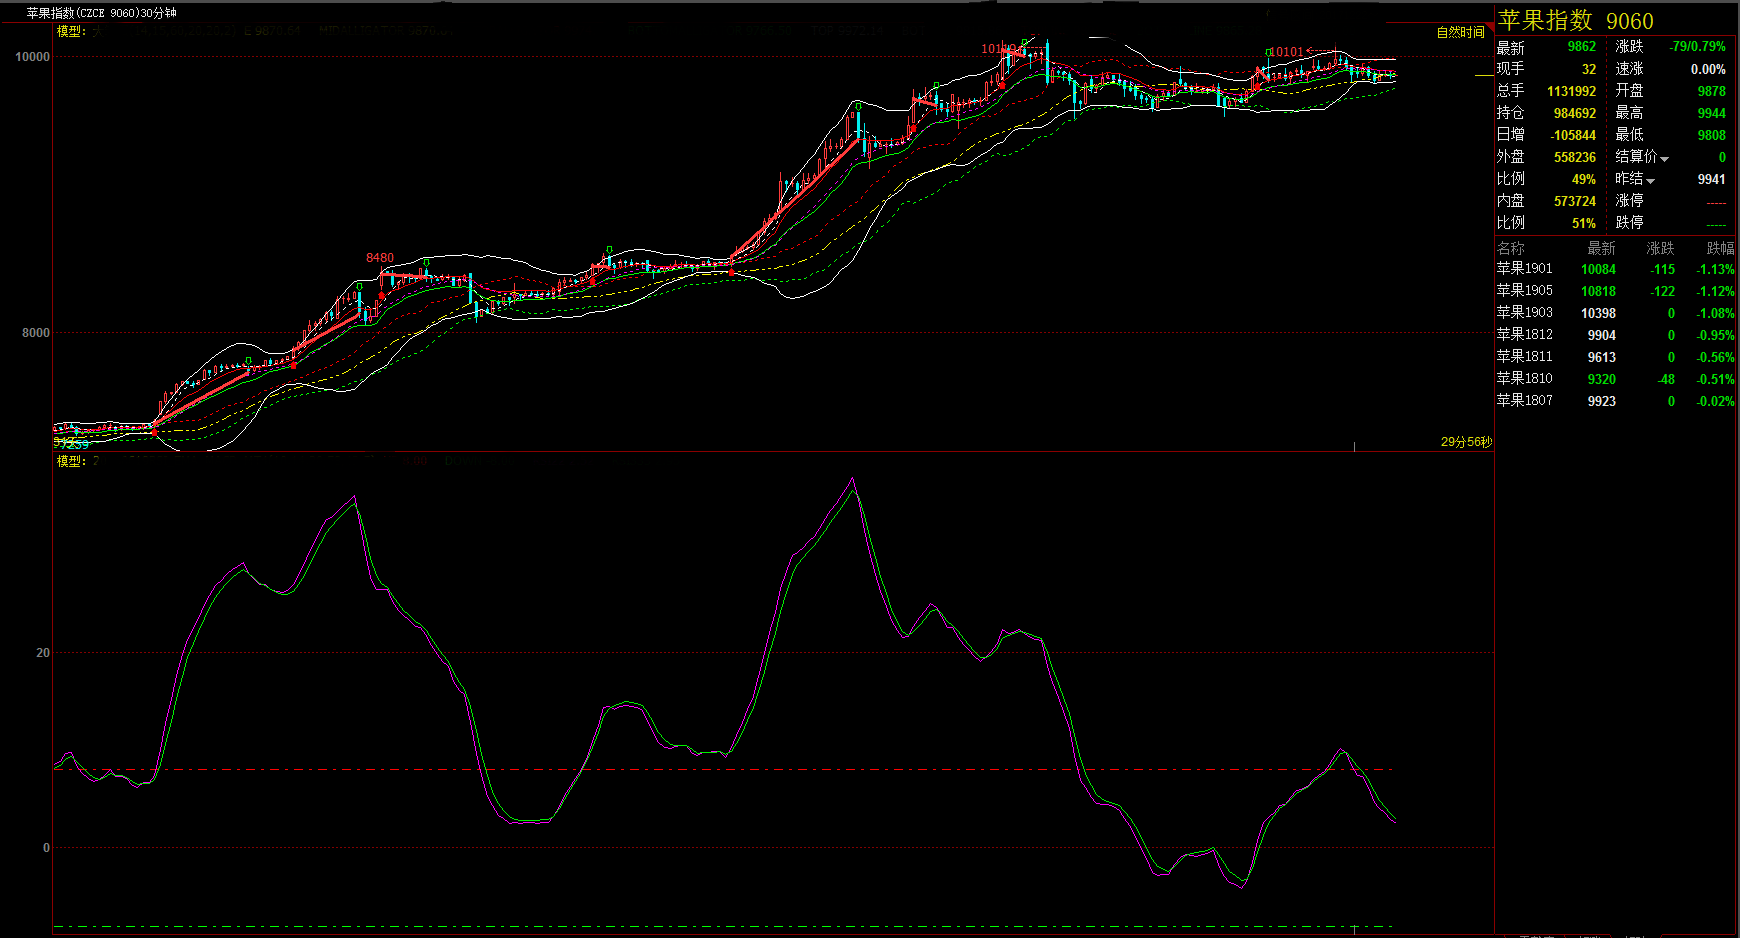 苹果指数(CZCE 9060)30分钟
模型:
自然时间
10000
8000
8480
10101
29分56秒
模型:
20
0
苹果指数 9060
最新 9862 涨跌 -79/0.79%
现手 32 速涨 0.00%
总手 1131992 开盘 9878
持仓 984692 最高 9944
日增 -105844 最低 9808
外盘 558236 结算价 0
比例 49% 昨结 9941
内盘 573724 涨停 -----
比例 51% 跌停 -----
名称 最新 涨跌 跌幅
苹果1901 10084 -115 -1.13%
苹果1905 10818 -122 -1.12%
苹果1903 10398 0 -1.08%
苹果1812 9904 0 -0.95%
苹果1811 9613 0 -0.56%
苹果1810 9320 -48 -0.51%
苹果1807 9923 0 -0.02%